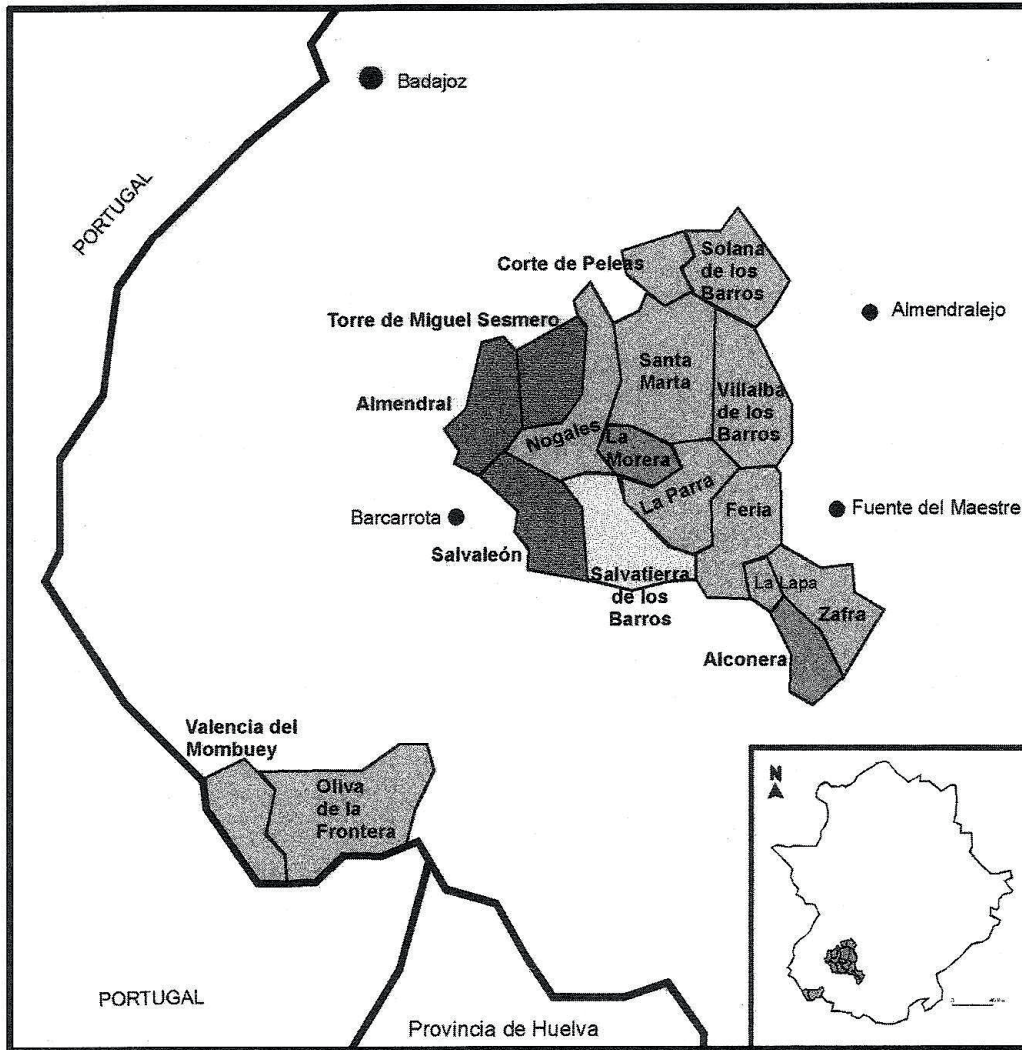 Badajoz
PORTUGAL
Corte de Peleas
Solana
de los
Barros
Almendralejo
Torre de Miguel Sesmero
Santa
Marta
Almendral
Villalba
de los
Barros
Nogales
La
Morera
La Parra
Feria
Fuente del Maestre
Barcarrota
Salvaleón
Salvatierra
de los
Barros
La Lapa
Zafra
Alconera
Valencia del
Mombuey
Oliva
de la
Frontera
N
PORTUGAL
Provincia de Huelva